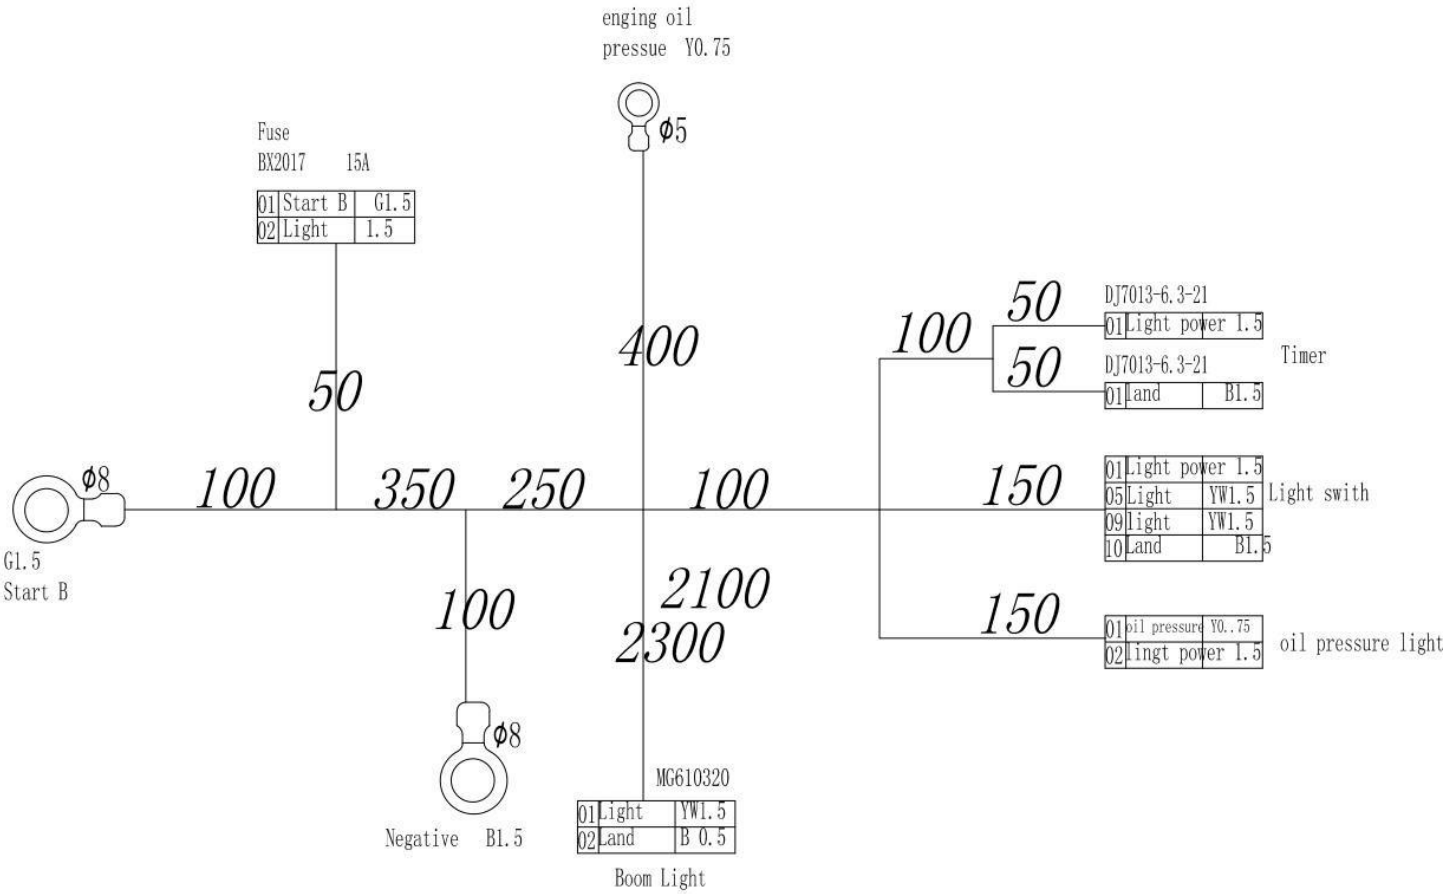 enging oil
pressue Y0.75
ϕ5
Fuse
BX2017 15A
01 Start B G1.5
02 Light 1.5
50
400
100
50
DJ7013-6.3-21
01 Light power 1.5
Timer
50
DJ7013-6.3-21
01 land B1.5
ϕ8
100
350
250
100
150
01 Light power 1.5
05 Light YW1.5
09 light YW1.5
10 Land B1.5
Light swith
G1.5
Start B
100
2100
2300
150
01 oil pressure Y0..75
02 lingt power 1.5
oil pressure light
ϕ8
Negative B1.5
MG610320
01 Light YW1.5
02 Land B 0.5
Boom Light